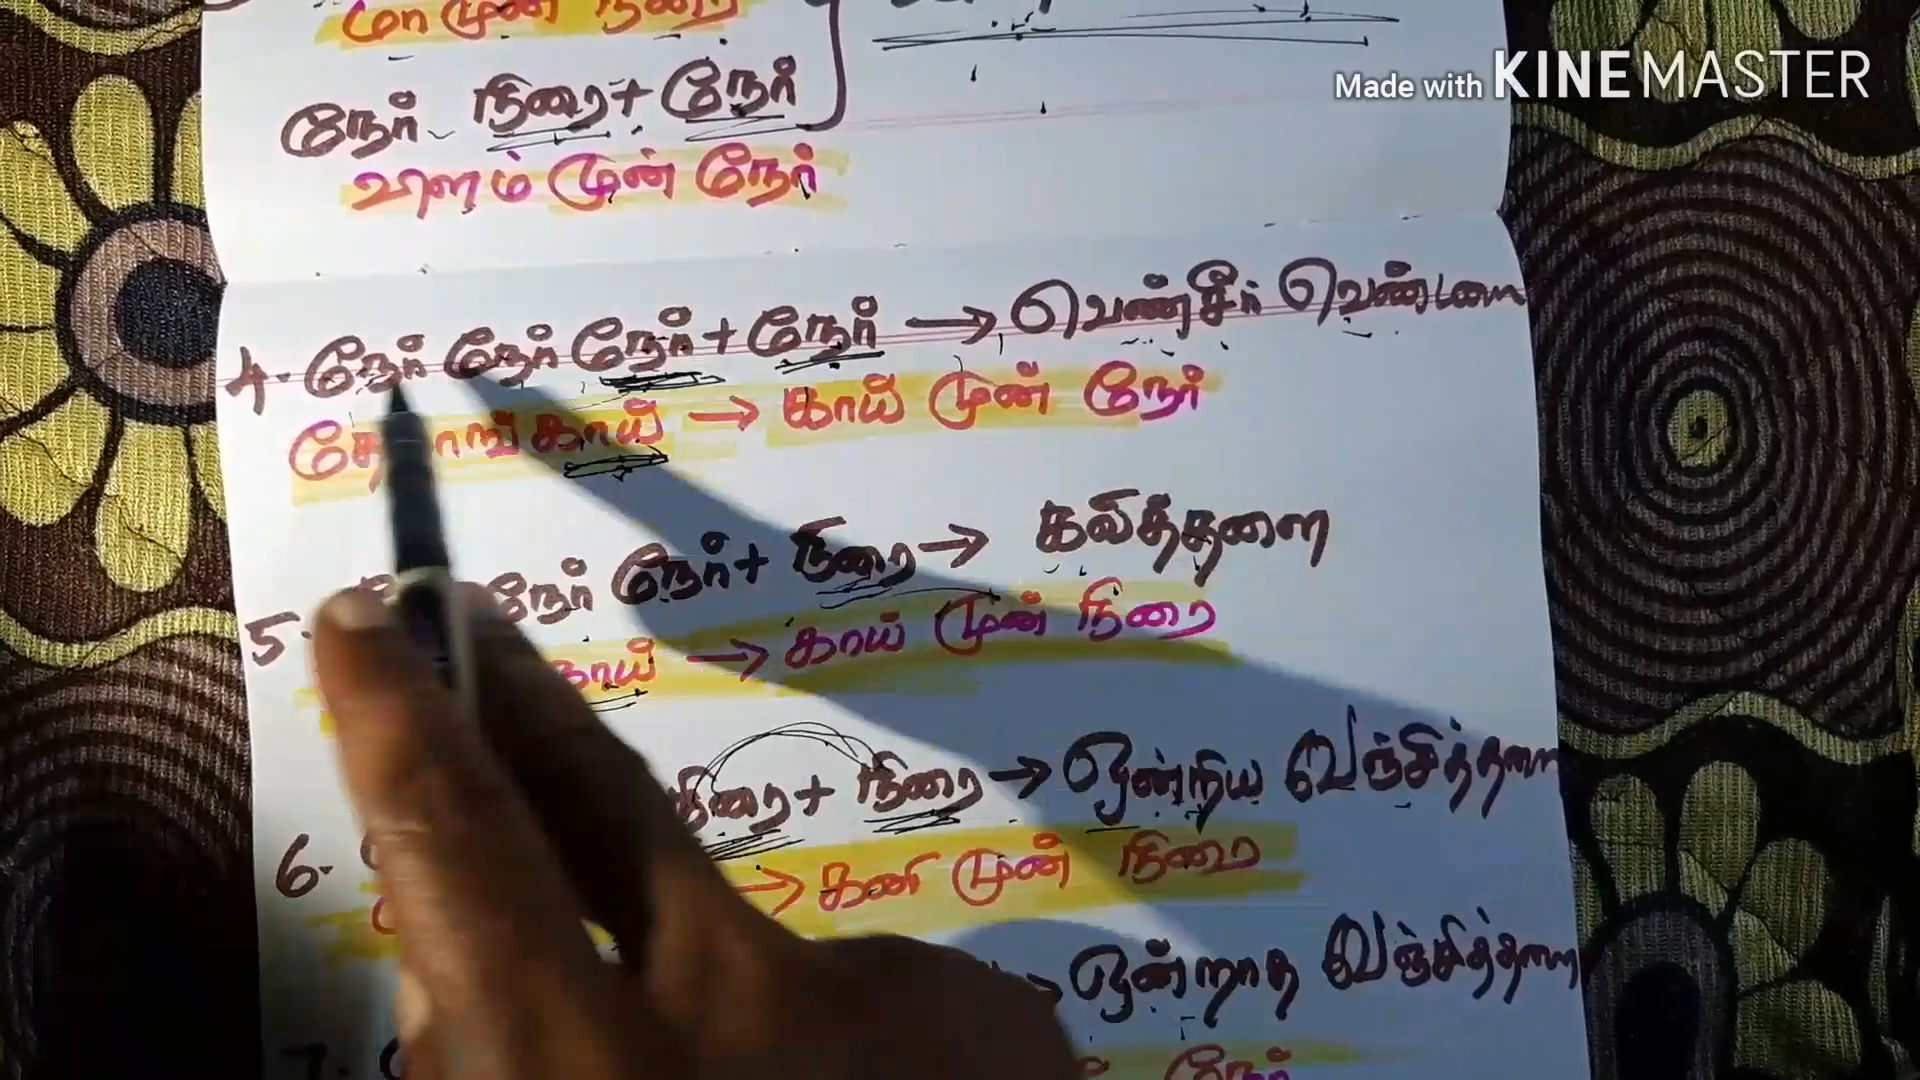 மா முன் நிரை
Made with KINEMASTER
நேர் நிரை + நேர்
விளம் முன் நேர்
4. நேர் நேர் நேர் + நேர் → வெண்சீர் வெண்டளை
காய் → காய் முன் நேர்
5. நேர் நேர் + நிரை → கலித்தளை
காய் → காய் முன் நிரை
6. நிரை + நிரை → ஒன்றிய வஞ்சித்தளை
→ கனி முன் நிரை
7. ஒன்றாத வஞ்சித்தளை
நேர்